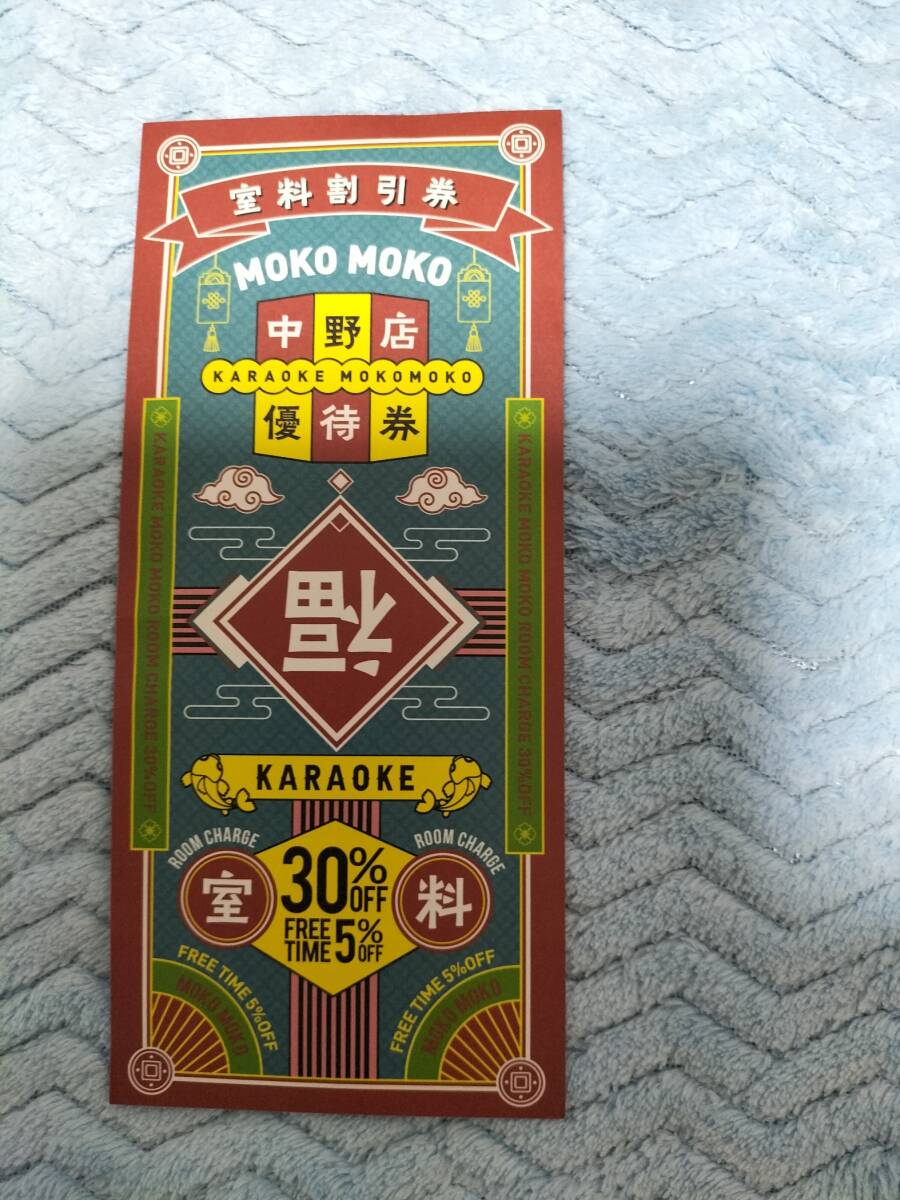 室料割引券
MOKO MOKO
中野店
KARAOKE MOKOMOKO
優待券
KARAOKE MOKO MOKO ROOM CHARGE 30%OFF
KARAOKE MOKO MOKO ROOM CHARGE 30%OFF
福
KARAOKE
ROOM CHARGE
ROOM CHARGE
室
30% OFF
料
FREE TIME 5% OFF
FREE TIME 5%OFF
FREE TIME 5%OFF
MOKO MOKO
MOKO MOKO